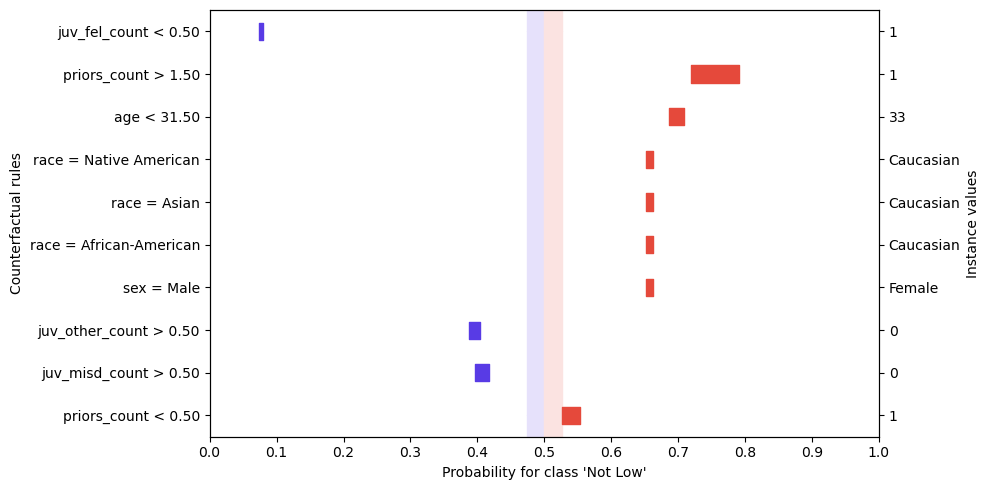 juv_fel_count < 0.50 1
priors_count > 1.50 1
age < 31.50 33
race = Native American Caucasian
race = Asian Caucasian
race = African-American Caucasian
sex = Male Female
juv_other_count > 0.50 0
juv_misd_count > 0.50 0
priors_count < 0.50 1
Counterfactual rules
Instance values
0.0 0.1 0.2 0.3 0.4 0.5 0.6 0.7 0.8 0.9 1.0
Probability for class 'Not Low'